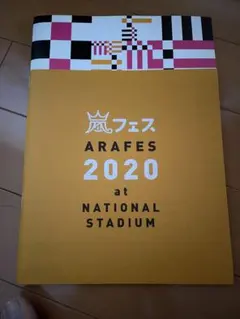 嵐フェス
ARAFES
2020
at
NATIONAL
STADIUM